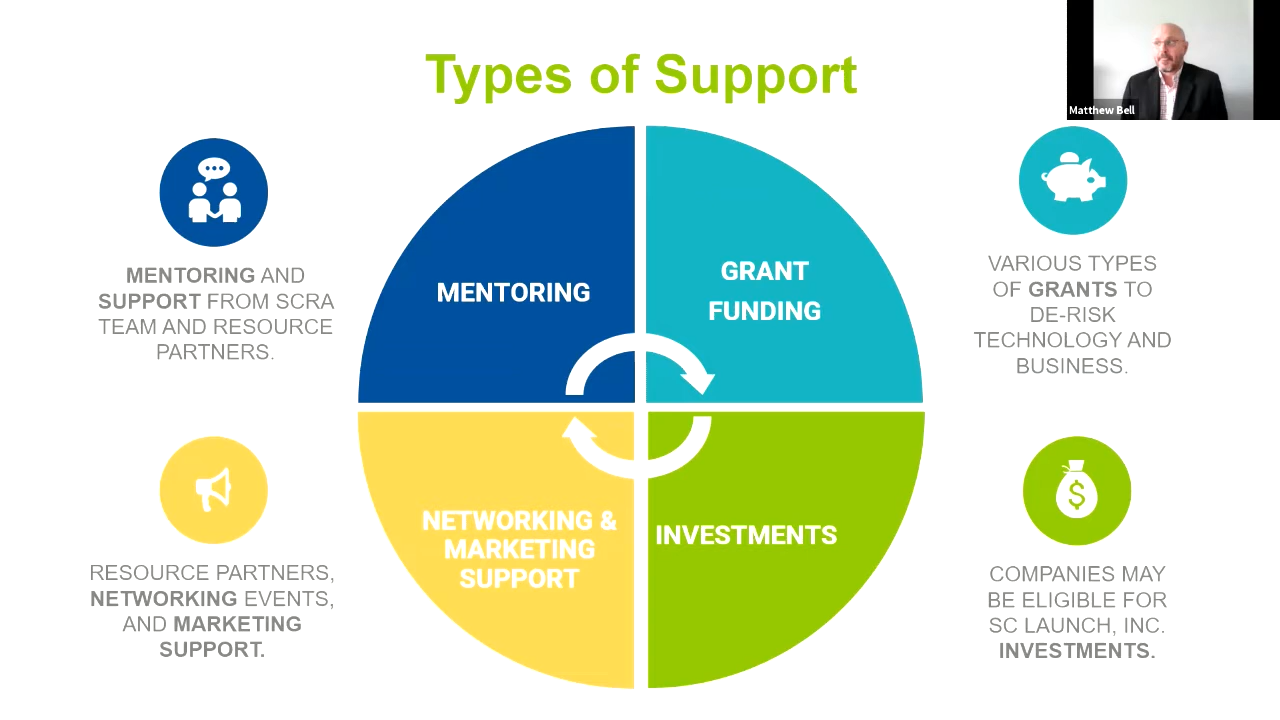 Types of Support
Matthew Bell
MENTORING AND
SUPPORT FROM SCRA
TEAM AND RESOURCE
PARTNERS.
MENTORING
GRANT
FUNDING
VARIOUS TYPES
OF GRANTS TO
DE-RISK
TECHNOLOGY AND
BUSINESS.
RESOURCE PARTNERS,
NETWORKING EVENTS,
AND MARKETING
SUPPORT.
NETWORKING &
MARKETING
SUPPORT
INVESTMENTS
$
COMPANIES MAY
BE ELIGIBLE FOR
SC LAUNCH, INC.
INVESTMENTS.